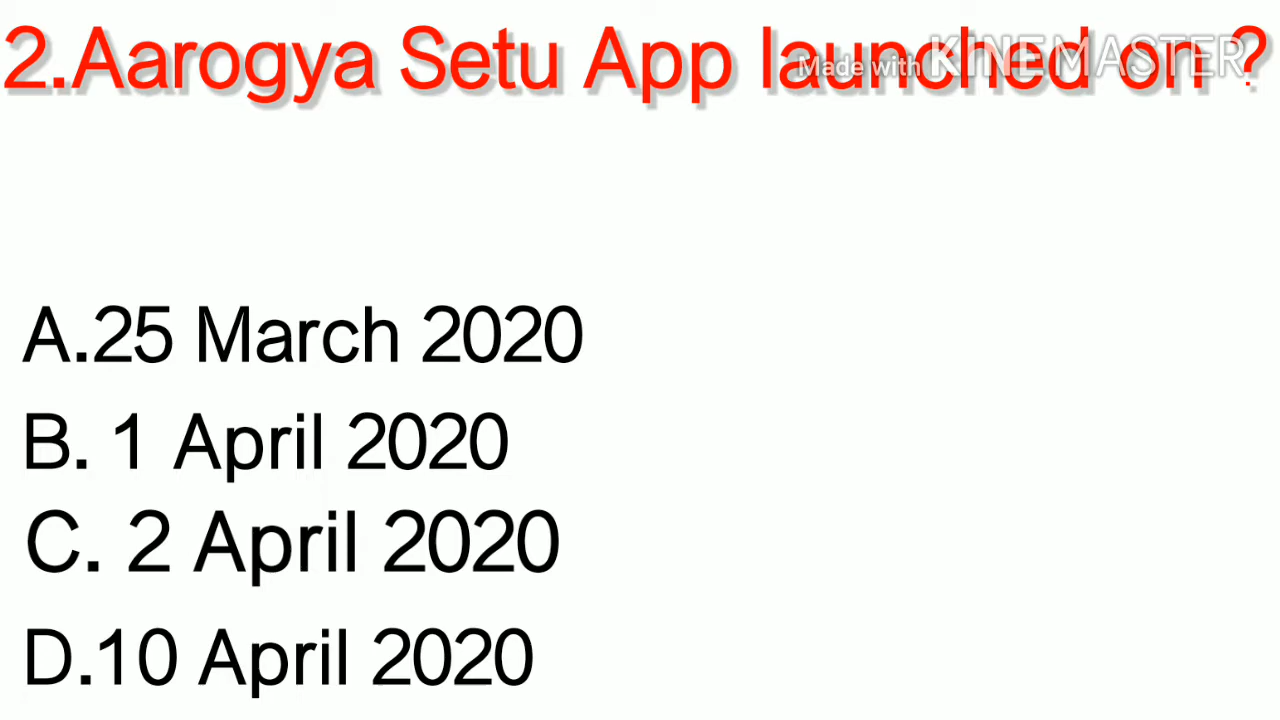 2.Aarogya Setu App launched on ?
Made with KINEMASTER
A.25 March 2020
B. 1 April 2020
C. 2 April 2020
D.10 April 2020